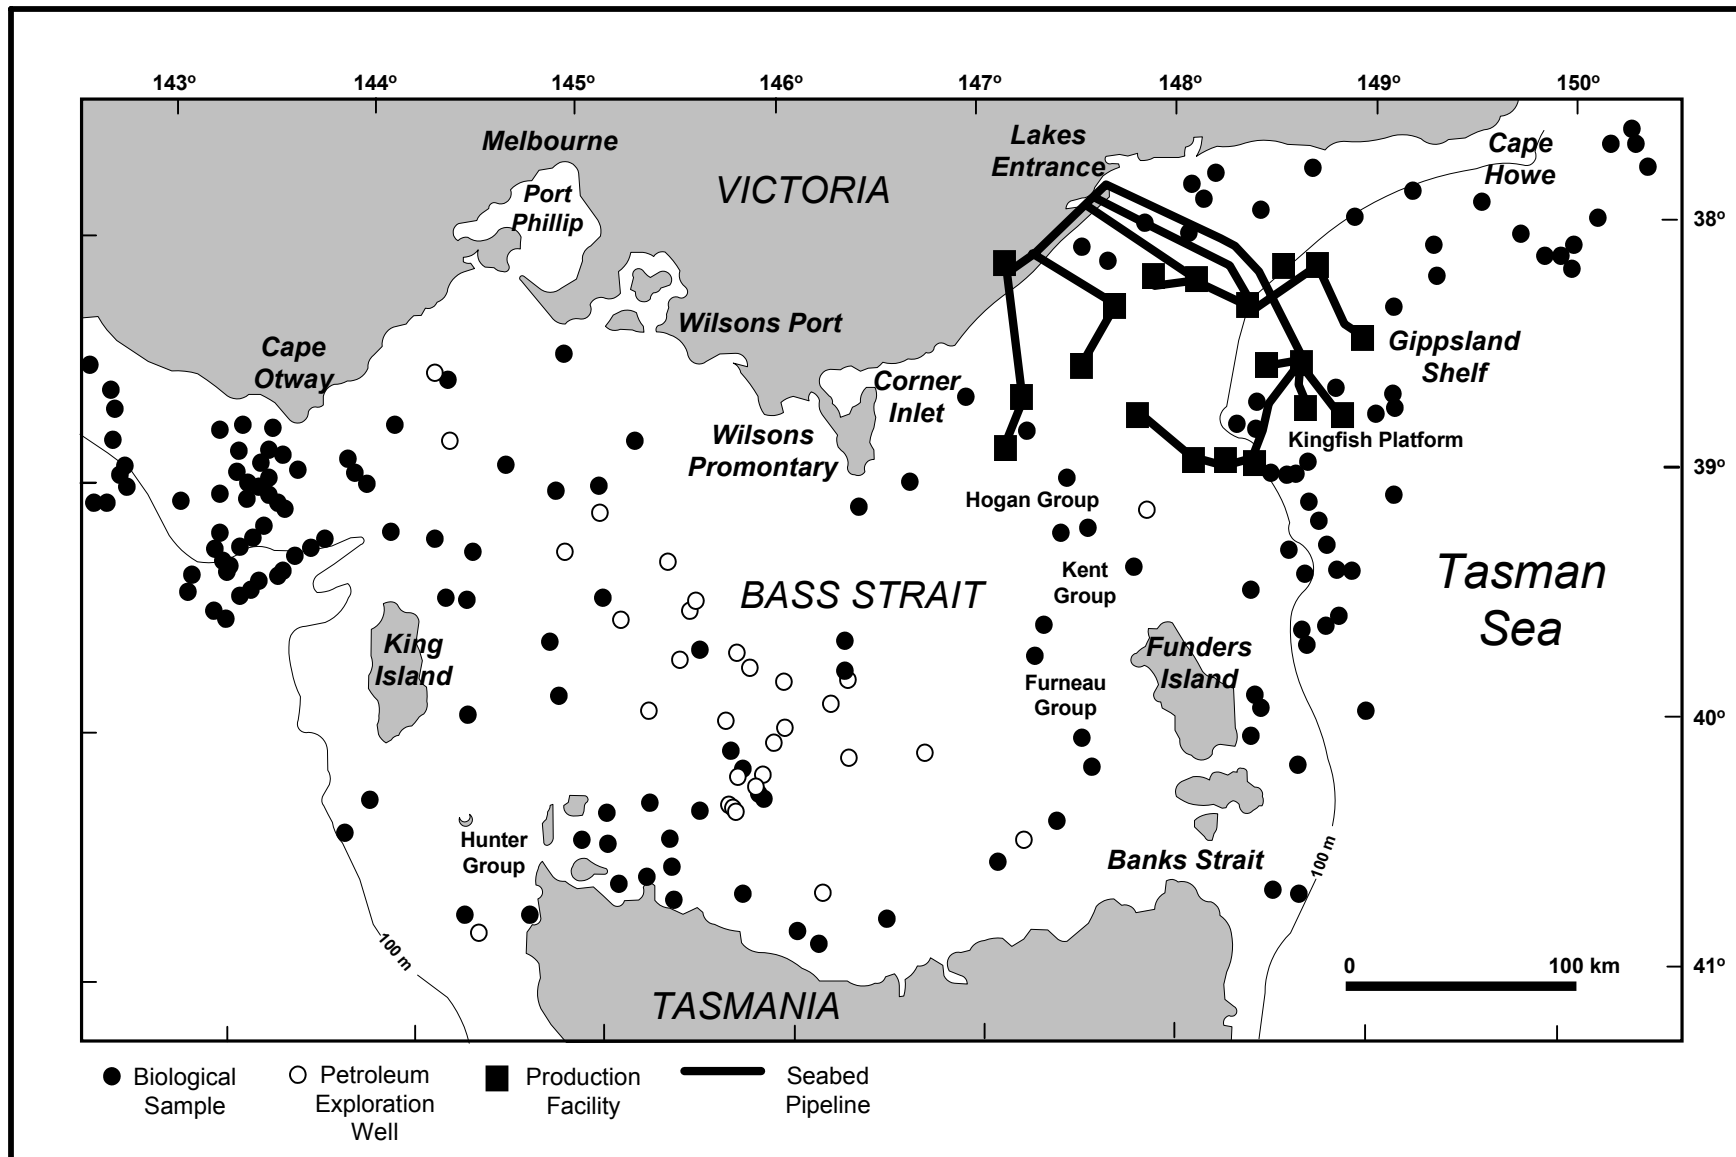 143º 144º 145º 146º 147º 148º 149º 150º
Melbourne
Lakes
Entrance
Cape
Howe
Port
Phillip
VICTORIA
38º
Wilsons Port
Cape
Otway
Gippsland
Shelf
Corner
Inlet
Wilsons
Promontary
Kingfish Platform
39º
Hogan Group
Kent
Group
BASS STRAIT
Tasman
Sea
King
Island
Funders
Island
Furneau
Group
40º
Hunter
Group
Banks Strait
100 m
100 m
0 100 km
41º
TASMANIA
Biological
Sample
Petroleum
Exploration
Well
Production
Facility
Seabed
Pipeline